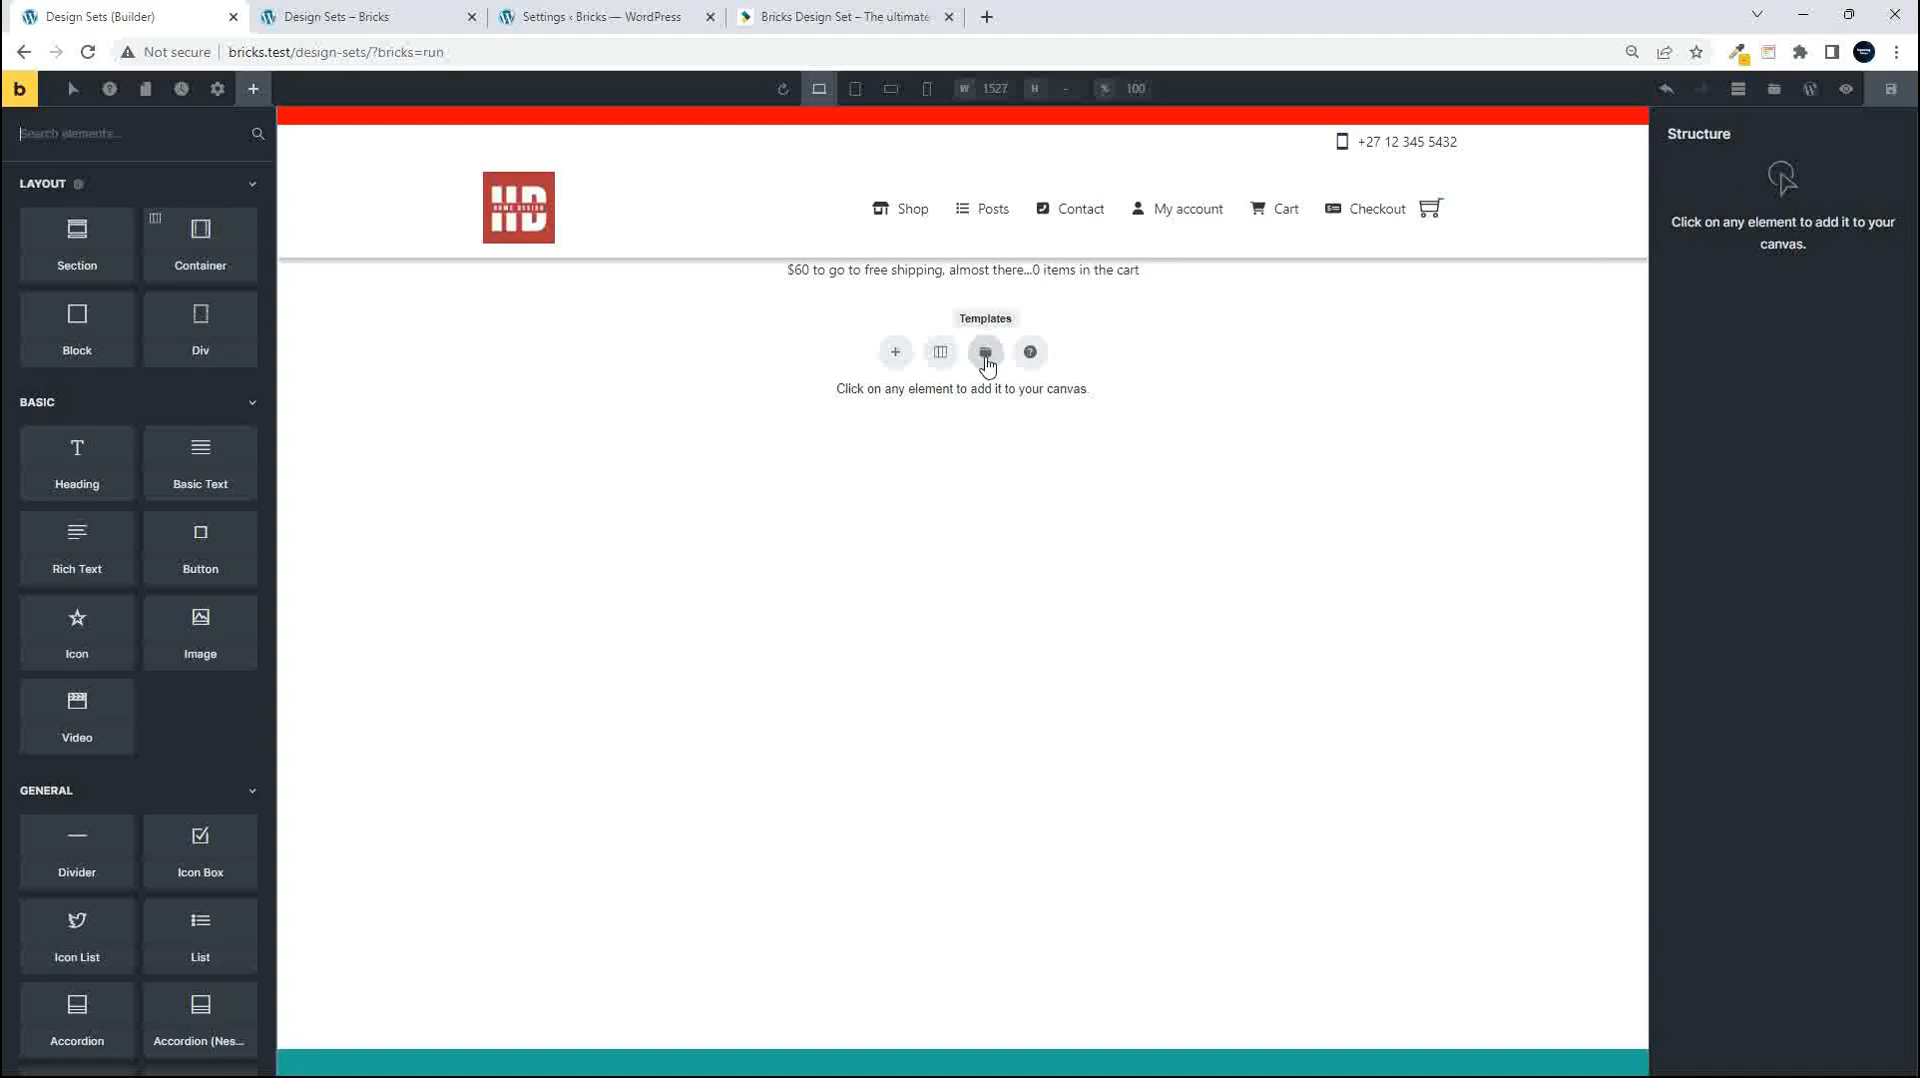 Design Sets (Builder)
Design Sets – Bricks
Settings ‹ Bricks — WordPress
Bricks Design Set – The ultimate
Not secure
bricks.test/design-sets/?bricks=run
b
W 1527 H - % 100
Search elements...
LAYOUT
Section
Container
Block
Div
BASIC
Heading
Basic Text
Rich Text
Button
Icon
Image
Video
GENERAL
Divider
Icon Box
Icon List
List
Accordion
Accordion (Nes...
+27 12 345 5432
HD
HOME DESIGN
Shop
Posts
Contact
My account
Cart
Checkout
$60 to go to free shipping, almost there...0 items in the cart
Templates
Click on any element to add it to your canvas.
Structure
Click on any element to add it to your
canvas.